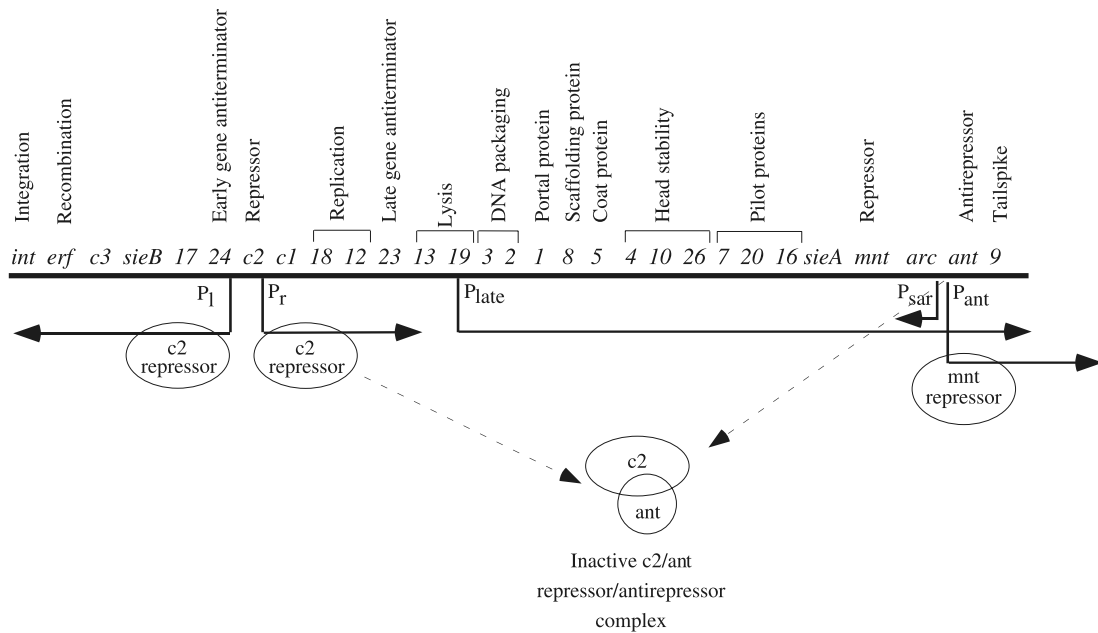 Integration
Recombination
Early gene antiterminator
Repressor
Replication
Late gene antiterminator
Lysis
DNA packaging
Portal protein
Scaffolding protein
Coat protein
Head stability
Pilot proteins
Repressor
Antirepressor
Tailspike
int erf c3 sieB 17 24 c2 c1 18 12 23 13 19 3 2 1 8 5 4 10 26 7 20 16 sieA mnt arc ant 9
Pl Pr Plate Psar Pant
c2
repressor
c2
repressor
mnt
repressor
c2
ant
Inactive c2/ant
repressor/antirepressor
complex